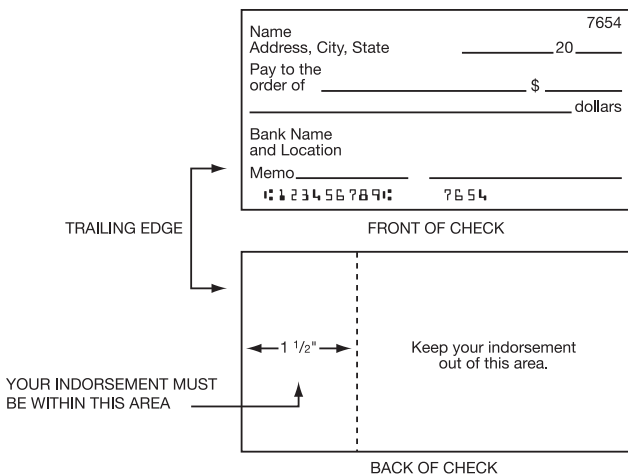 7654
Name
Address, City, State 20
Pay to the
order of $
dollars
Bank Name
and Location
Memo
⑆123456789⑆ 7654
TRAILING EDGE
FRONT OF CHECK
1 1/2"
Keep your indorsement
out of this area.
YOUR INDORSEMENT MUST
BE WITHIN THIS AREA
BACK OF CHECK